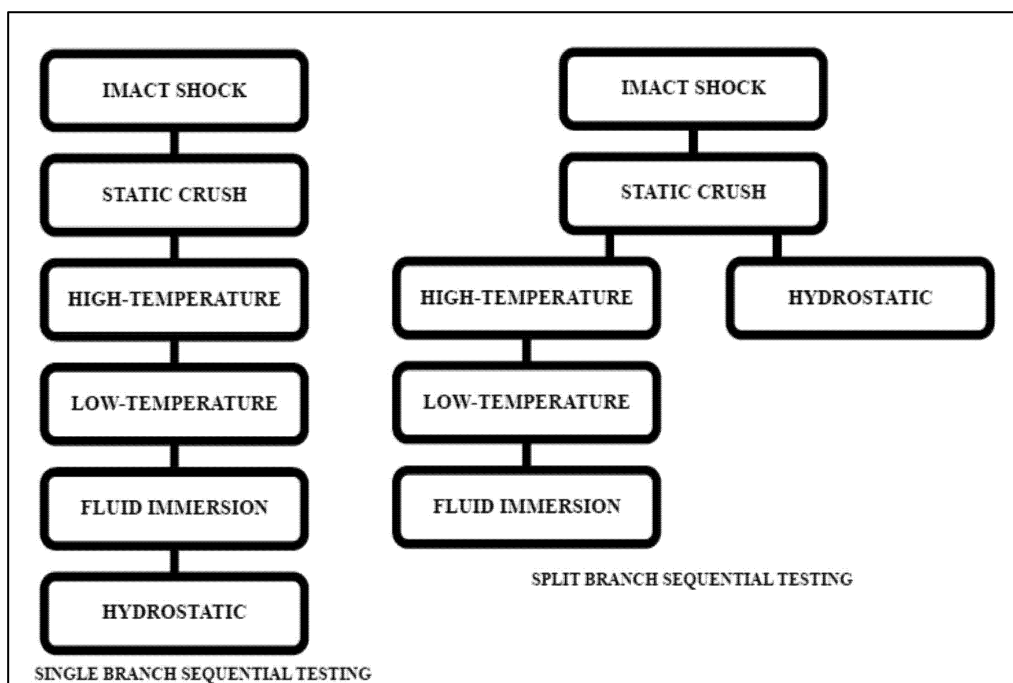 IMACT SHOCK
STATIC CRUSH
HIGH-TEMPERATURE
LOW-TEMPERATURE
FLUID IMMERSION
HYDROSTATIC
SINGLE BRANCH SEQUENTIAL TESTING
IMACT SHOCK
STATIC CRUSH
HIGH-TEMPERATURE
HYDROSTATIC
LOW-TEMPERATURE
FLUID IMMERSION
SPLIT BRANCH SEQUENTIAL TESTING